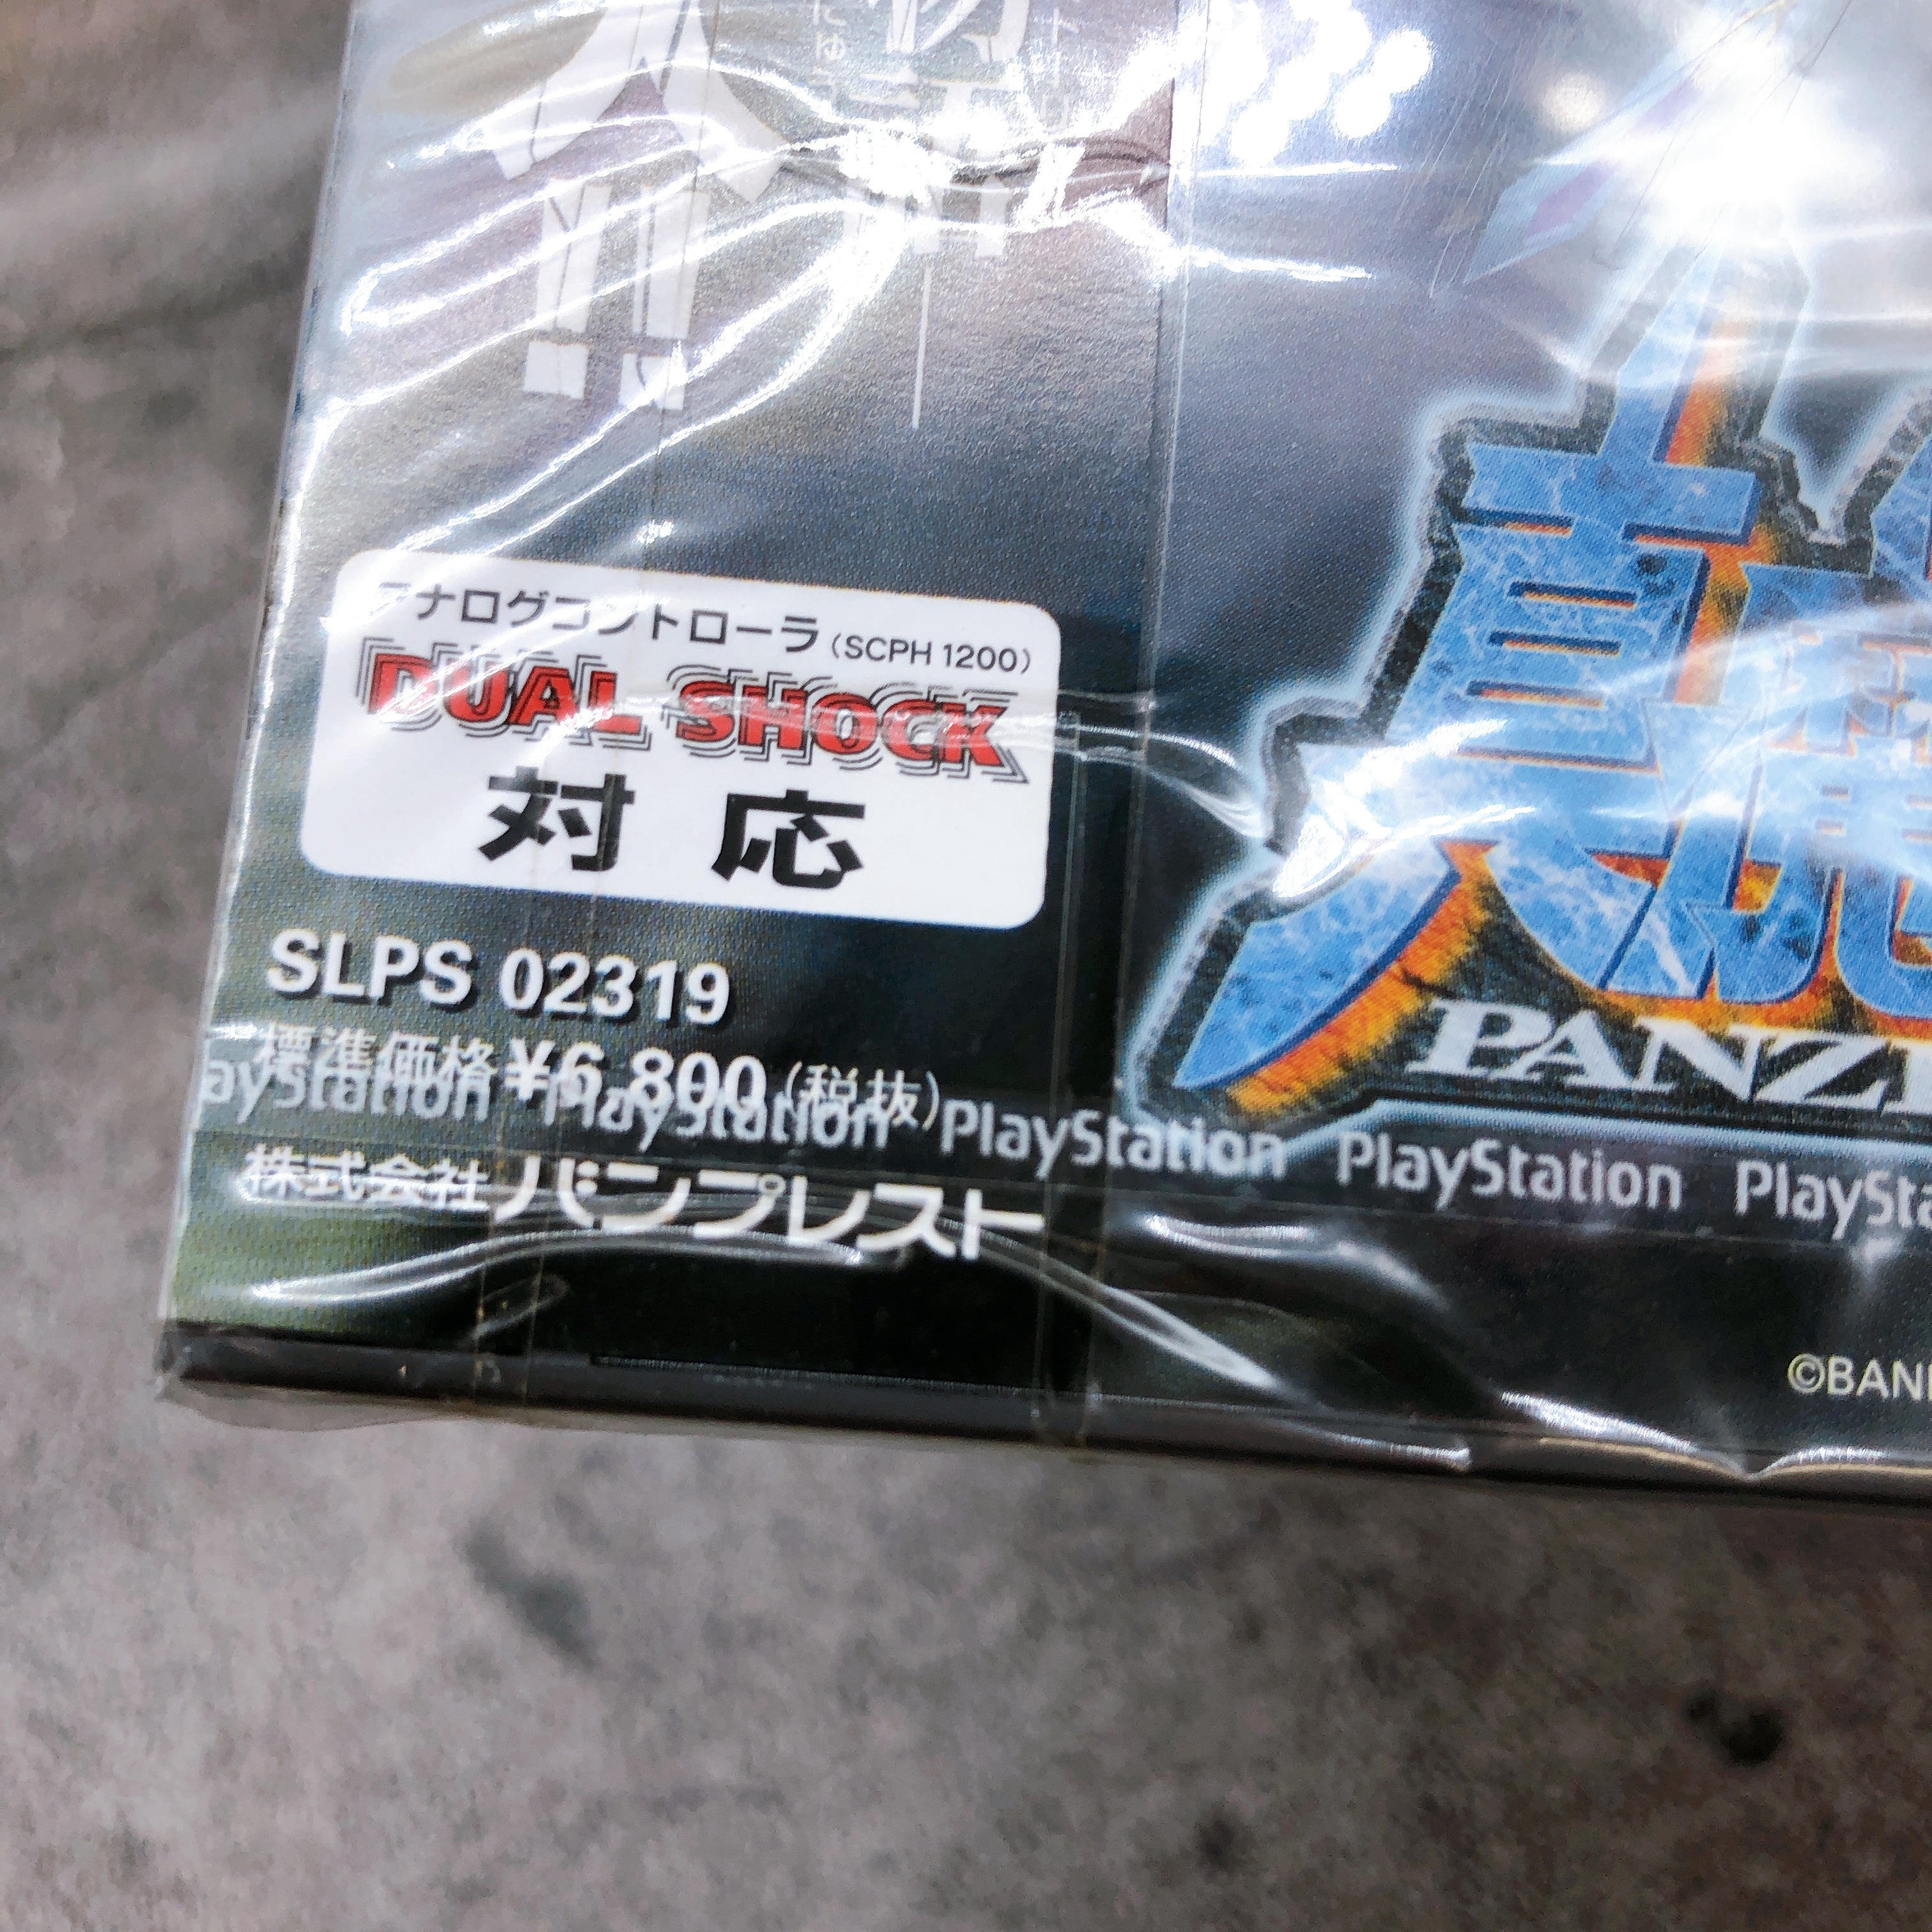 !!
アナログコントローラ (SCPH 1200)
DUAL SHOCK
対応
SLPS 02319
標準価格 ¥6,800 (税抜)
PlayStation PlayStation PlayStation
株式会社 バンプレスト
真魔
PANZ
©BAN